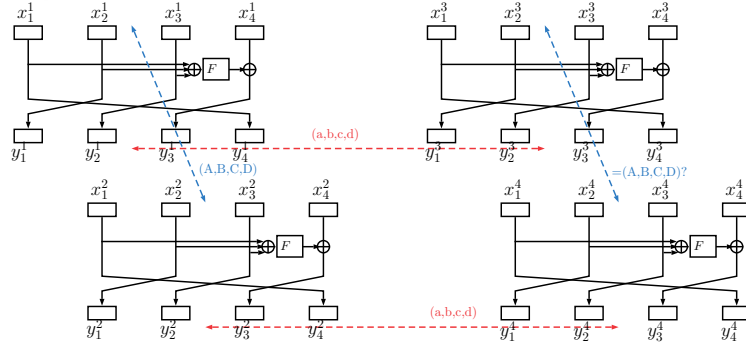 x_1^1 x_2^1 x_3^1 x_4^1 x_1^3 x_2^3 x_3^3 x_4^3
F F
(a,b,c,d)
y_1^1 y_2^1 y_3^1 y_4^1 y_1^3 y_2^3 y_3^3 y_4^3
(A,B,C,D) =(A,B,C,D)?
x_1^2 x_2^2 x_3^2 x_4^2 x_1^4 x_2^4 x_3^4 x_4^4
F F
(a,b,c,d)
y_1^2 y_2^2 y_3^2 y_4^2 y_1^4 y_2^4 y_3^4 y_4^4